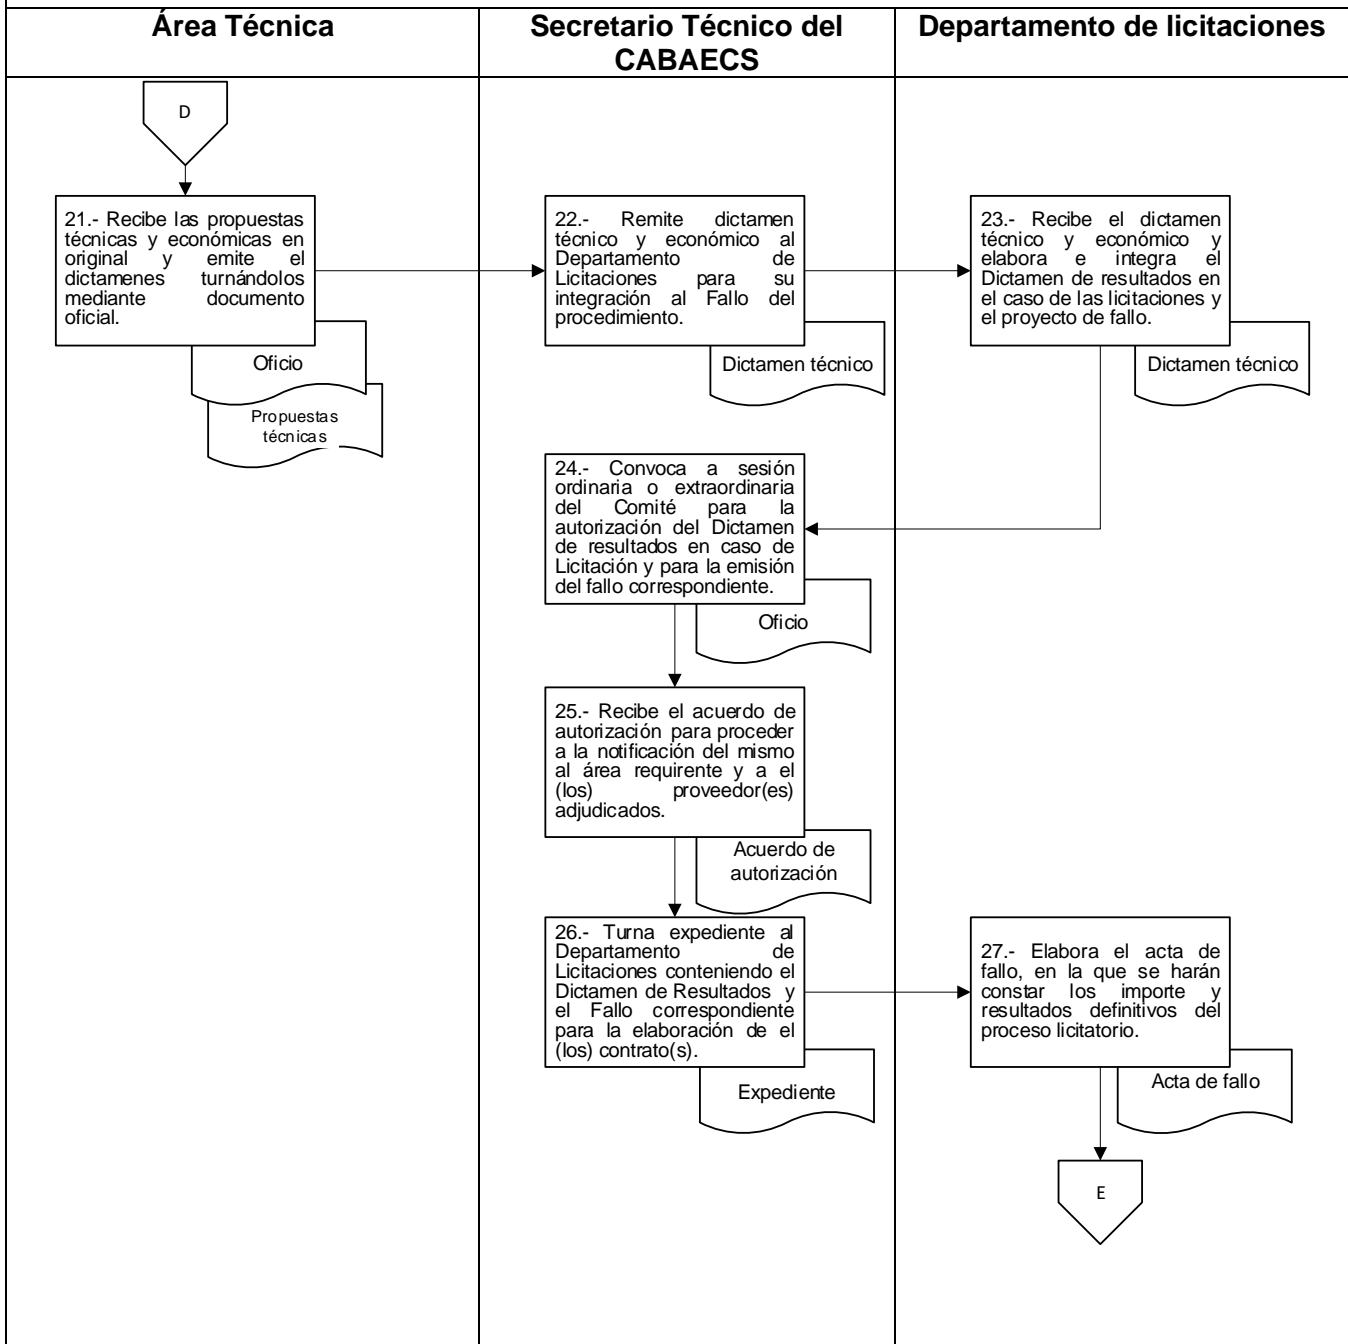 Área Técnica
Secretario Técnico del
CABAECS
Departamento de licitaciones
D
21.- Recibe las propuestas
técnicas y económicas en
original y emite el
dictamenes turnándolos
mediante documento
oficial.
Oficio
Propuestas
técnicas
22.- Remite dictamen
técnico y económico al
Departamento de
Licitaciones para su
integración al Fallo del
procedimiento.
Dictamen técnico
23.- Recibe el dictamen
técnico y económico y
elabora e integra el
Dictamen de resultados en
el caso de las licitaciones y
el proyecto de fallo.
Dictamen técnico
24.- Convoca a sesión
ordinaria o extraordinaria
del Comité para la
autorización del Dictamen
de resultados en caso de
Licitación y para la emisión
del fallo correspondiente.
Oficio
25.- Recibe el acuerdo de
autorización para proceder
a la notificación del mismo
al área requirente y a el
(los) proveedor(es)
adjudicados.
Acuerdo de
autorización
26.- Turna expediente al
Departamento de
Licitaciones conteniendo el
Dictamen de Resultados y
el Fallo correspondiente
para la elaboración de el
(los) contrato(s).
Expediente
27.- Elabora el acta de
fallo, en la que se harán
constar los importe y
resultados definitivos del
proceso licitatorio.
Acta de fallo
E